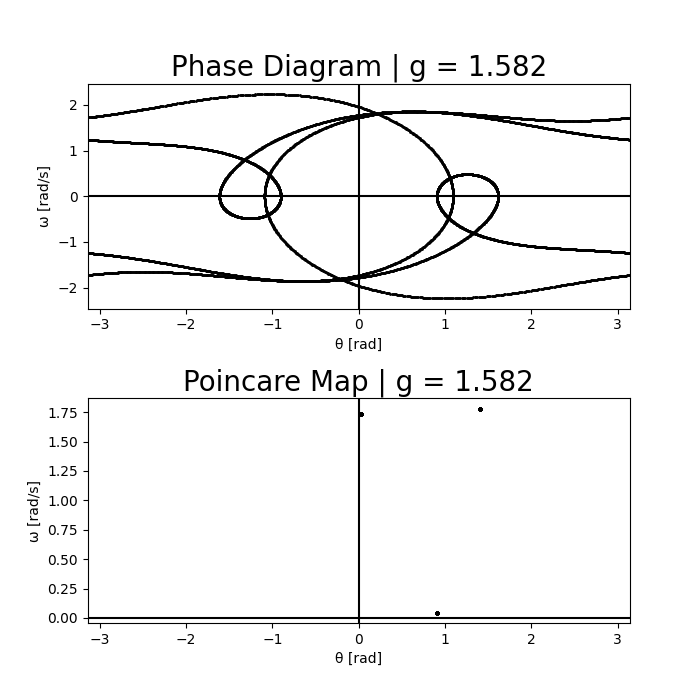 Phase Diagram | g = 1.582
2
1
0
−1
−2
ω [rad/s]
−3 −2 −1 0 1 2 3
θ [rad]
Poincare Map | g = 1.582
1.75
1.50
1.25
1.00
0.75
0.50
0.25
0.00
ω [rad/s]
−3 −2 −1 0 1 2 3
θ [rad]